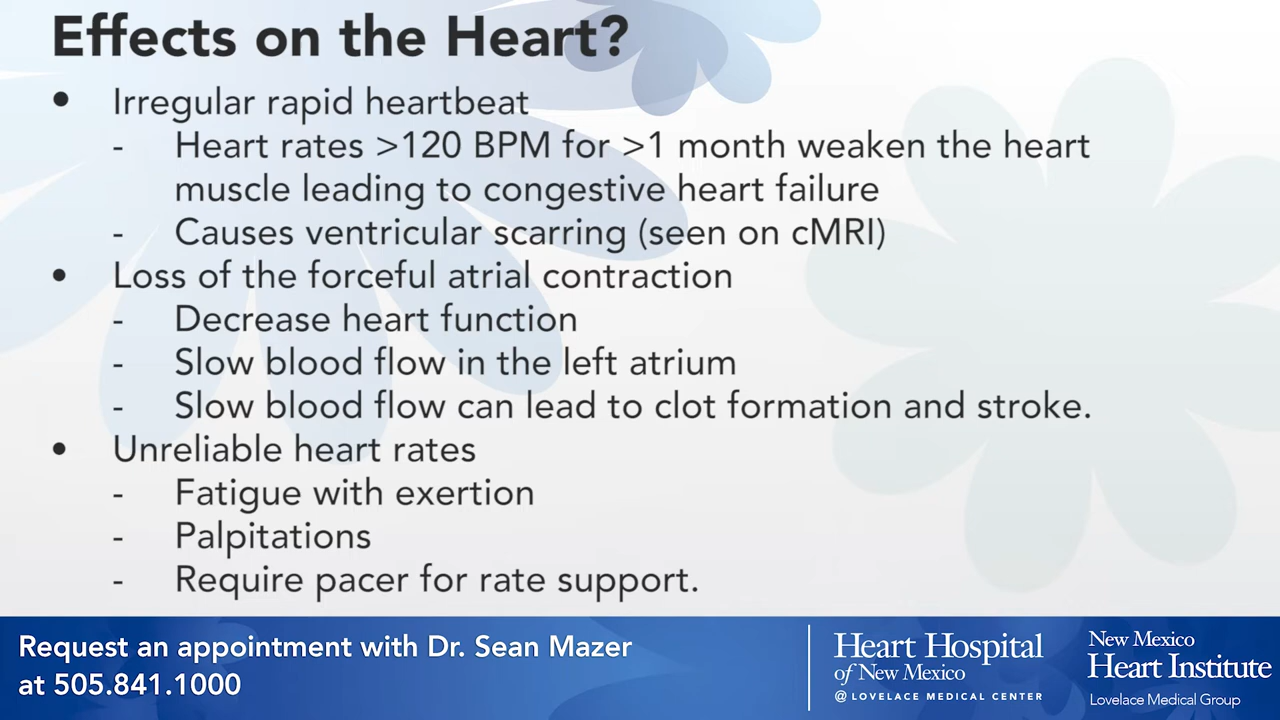 Effects on the Heart?
• Irregular rapid heartbeat
- Heart rates >120 BPM for >1 month weaken the heart
muscle leading to congestive heart failure
- Causes ventricular scarring (seen on cMRI)
• Loss of the forceful atrial contraction
- Decrease heart function
- Slow blood flow in the left atrium
- Slow blood flow can lead to clot formation and stroke.
• Unreliable heart rates
- Fatigue with exertion
- Palpitations
- Require pacer for rate support.
Request an appointment with Dr. Sean Mazer
at 505.841.1000
Heart Hospital
of New Mexico
@ LOVELACE MEDICAL CENTER
New Mexico
Heart Institute
Lovelace Medical Group